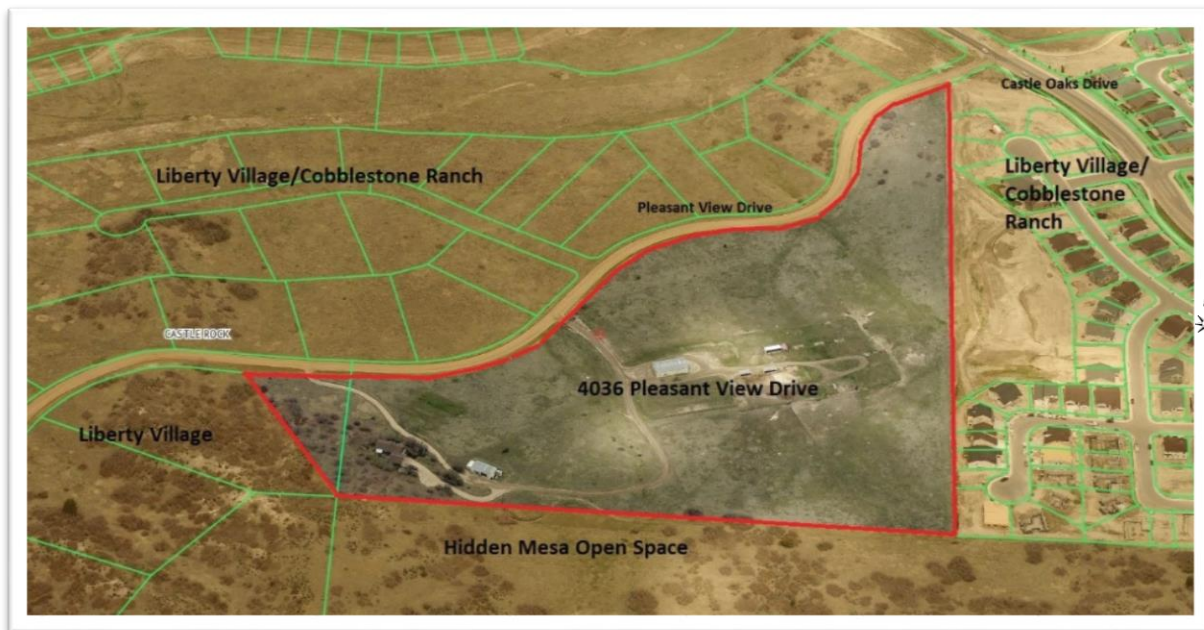 Castle Oaks Drive
Liberty Village/Cobblestone Ranch
Liberty Village/
Cobblestone
Ranch
Pleasant View Drive
CASTLE ROCK
4036 Pleasant View Drive
Liberty Village
Hidden Mesa Open Space